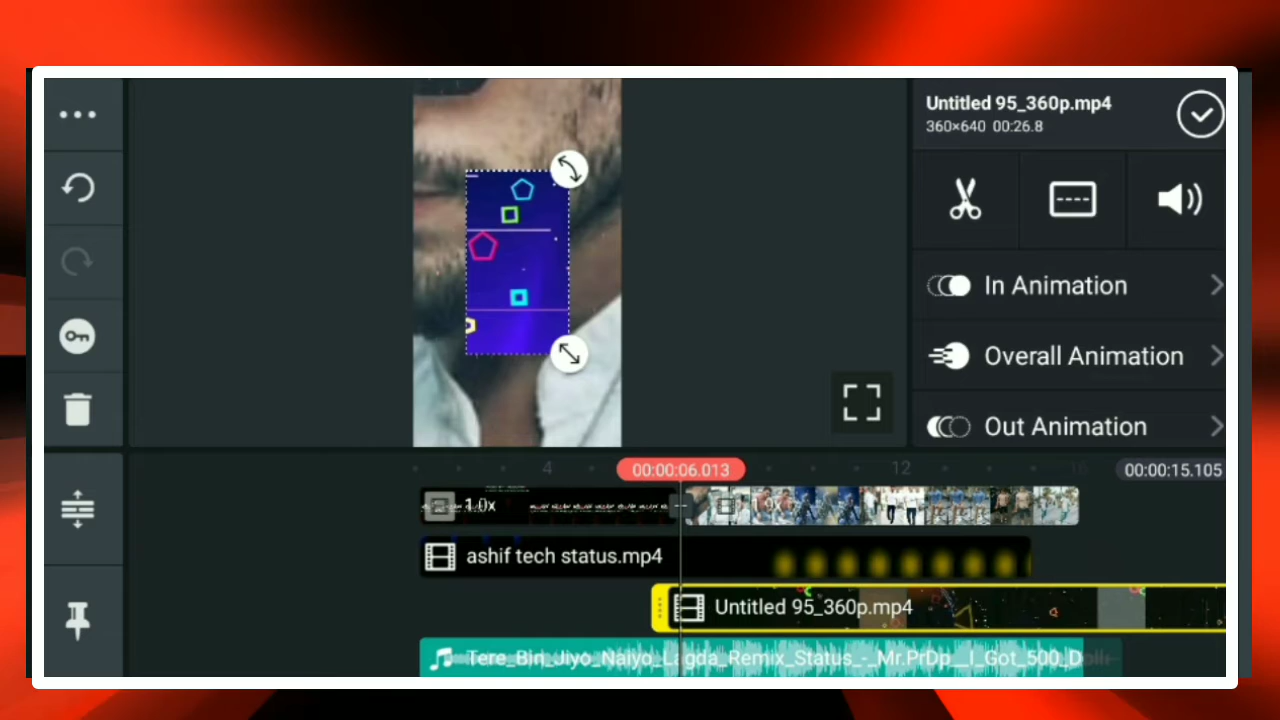 Untitled 95_360p.mp4
360×640 00:26.8
In Animation
Overall Animation
Out Animation
4
00:00:06.013
12
16
00:00:15.105
1.0x
ashif tech status.mp4
Untitled 95_360p.mp4
Tere_Bin_Jiyo_Naiyo_Lagda_Remix_Status_-_Mr.PrDp__I_Got_500_D